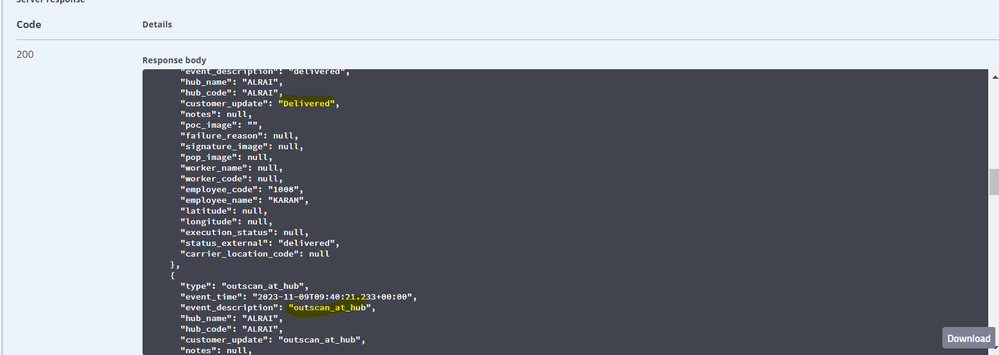 Server response
Code
Details
200
Response body
"event_description": "delivered",
"hub_name": "ALRAI",
"hub_code": "ALRAI",
"customer_update": "Delivered",
"notes": null,
"poc_image": "",
"failure_reason": null,
"signature_image": null,
"pop_image": null,
"worker_name": null,
"worker_code": null,
"employee_code": "1008",
"employee_name": "KARAM",
"latitude": null,
"longitude": null,
"execution_status": null,
"status_external": "delivered",
"carrier_location_code": null
},
{
"type": "outscan_at_hub",
"event_time": "2023-11-09T09:40:21.233+00:00",
"event_description": "outscan_at_hub",
"hub_name": "ALRAI",
"hub_code": "ALRAI",
"customer_update": "outscan_at_hub",
"notes": null,
Download